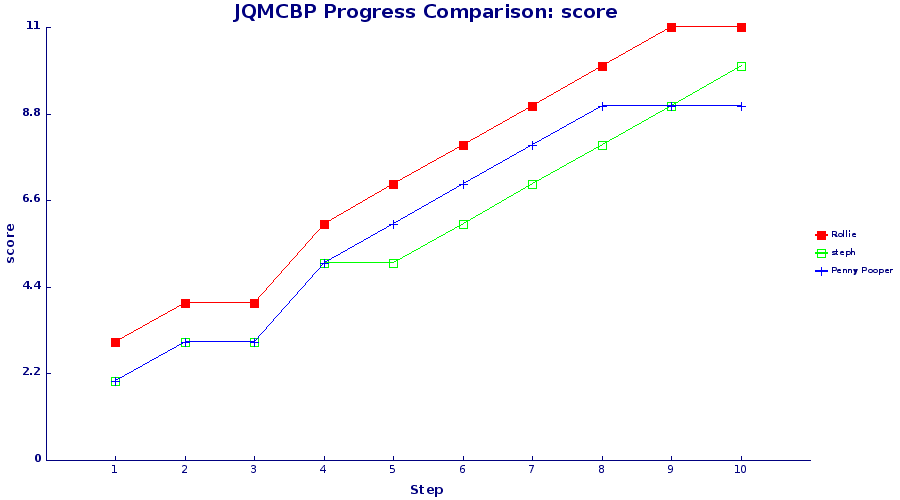 JQMCBP Progress Comparison: score
11
8.8
6.6
4.4
2.2
0
score
1 2 3 4 5 6 7 8 9 10
Step
Rollie
steph
Penny Pooper